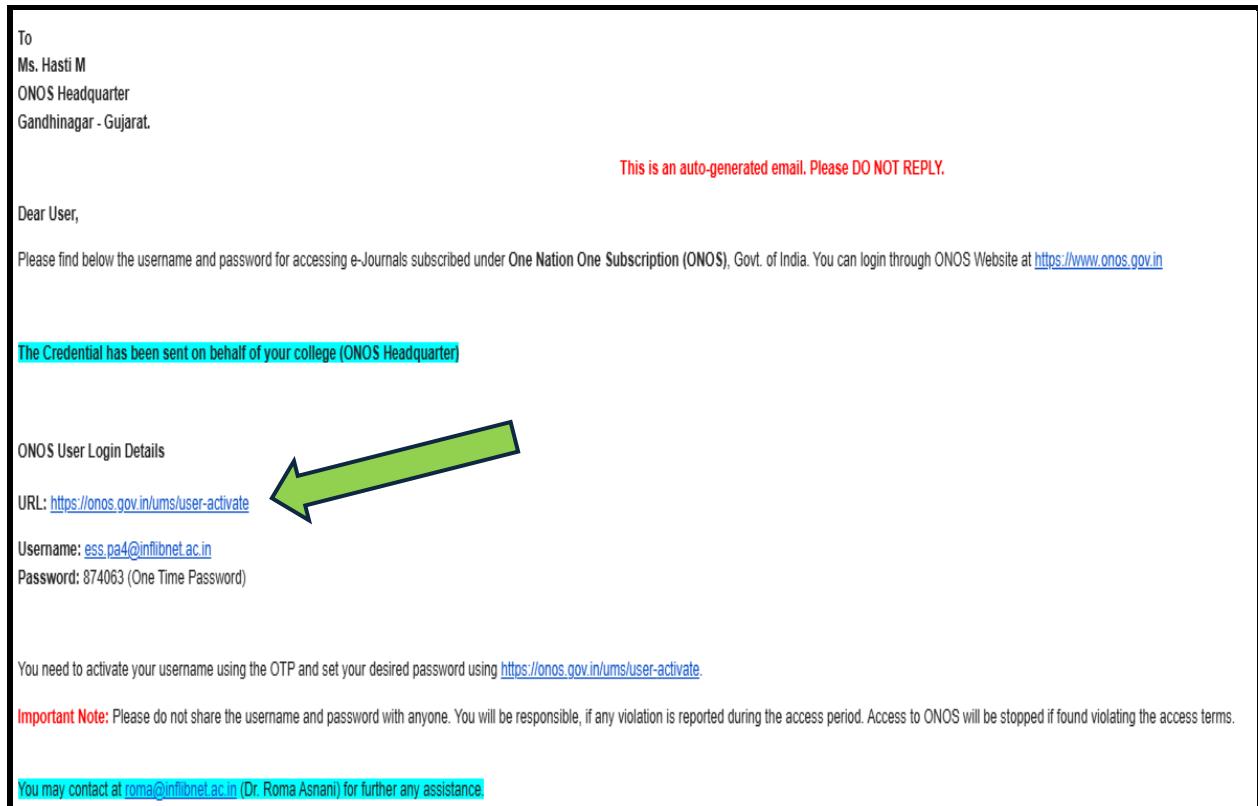 To
Ms. Hasti M
ONOS Headquarter
Gandhinagar - Gujarat.
This is an auto-generated email. Please DO NOT REPLY.
Dear User,
Please find below the username and password for accessing e-Journals subscribed under One Nation One Subscription (ONOS), Govt. of India. You can login through ONOS Website at https://www.onos.gov.in
The Credential has been sent on behalf of your college (ONOS Headquarter)
ONOS User Login Details
URL: https://onos.gov.in/ums/user-activate
Username: ess.pa4@inflibnet.ac.in
Password: 874063 (One Time Password)
You need to activate your username using the OTP and set your desired password using https://onos.gov.in/ums/user-activate.
Important Note: Please do not share the username and password with anyone. You will be responsible, if any violation is reported during the access period. Access to ONOS will be stopped if found violating the access terms.
You may contact at roma@inflibnet.ac.in (Dr. Roma Asnani) for further any assistance.